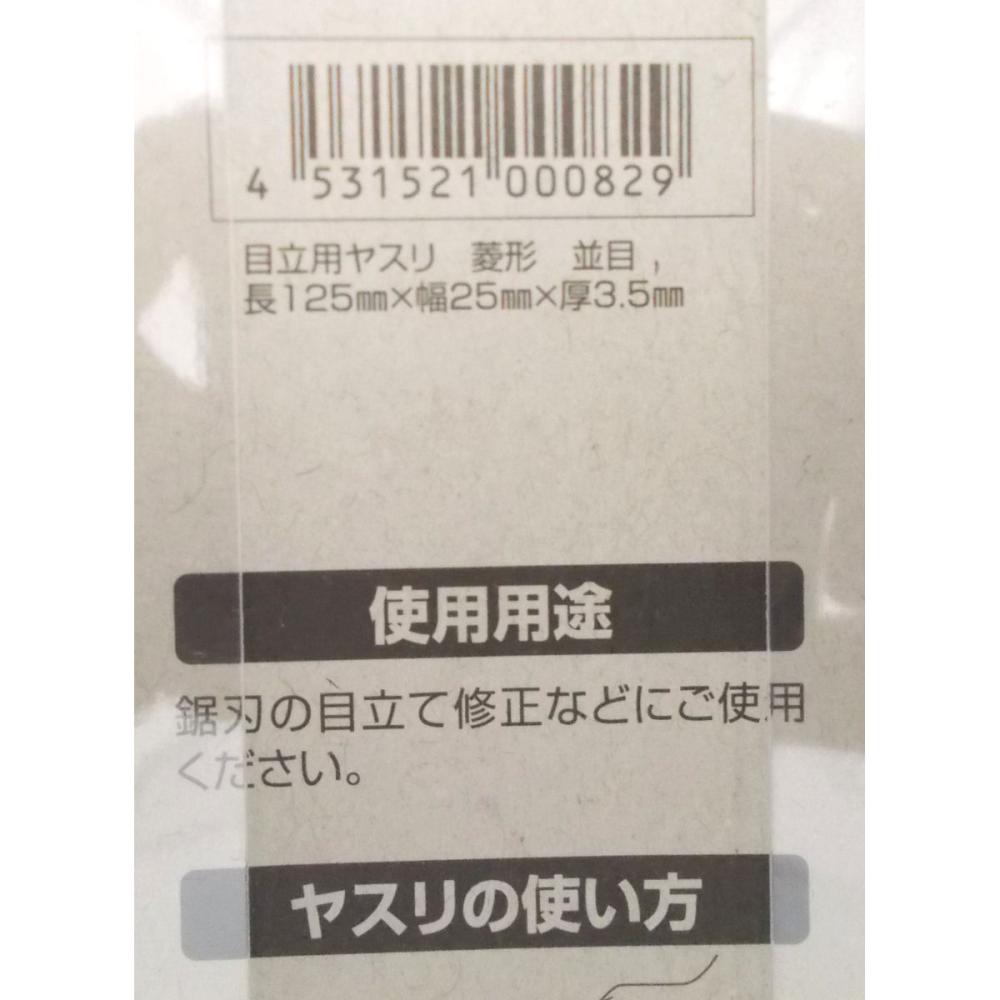 4 531521 000829
目立用ヤスリ　菱形　並目，
長125㎜×幅25㎜×厚3.5㎜
使用用途
鋸刃の目立て修正などにご使用
ください。
ヤスリの使い方